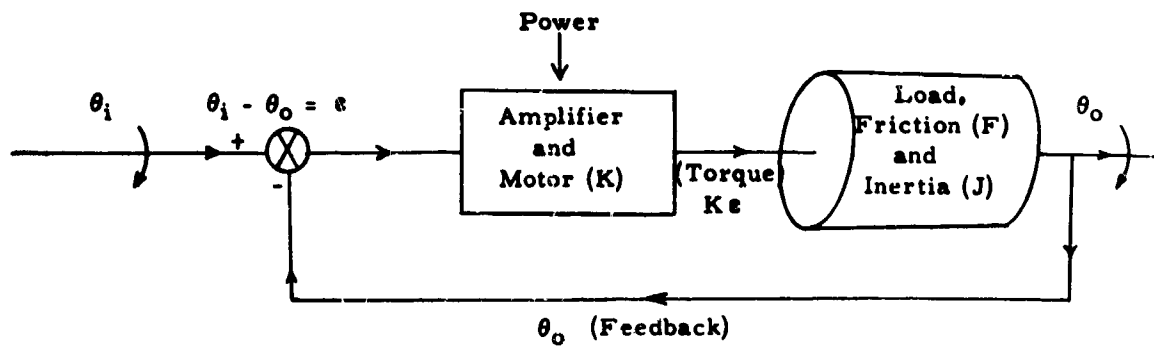 Power
θi
θi - θo = ε
+
-
Amplifier
and
Motor (K)
(Torque)
Kε
Load,
Friction (F)
and
Inertia (J)
θo
θo (Feedback)